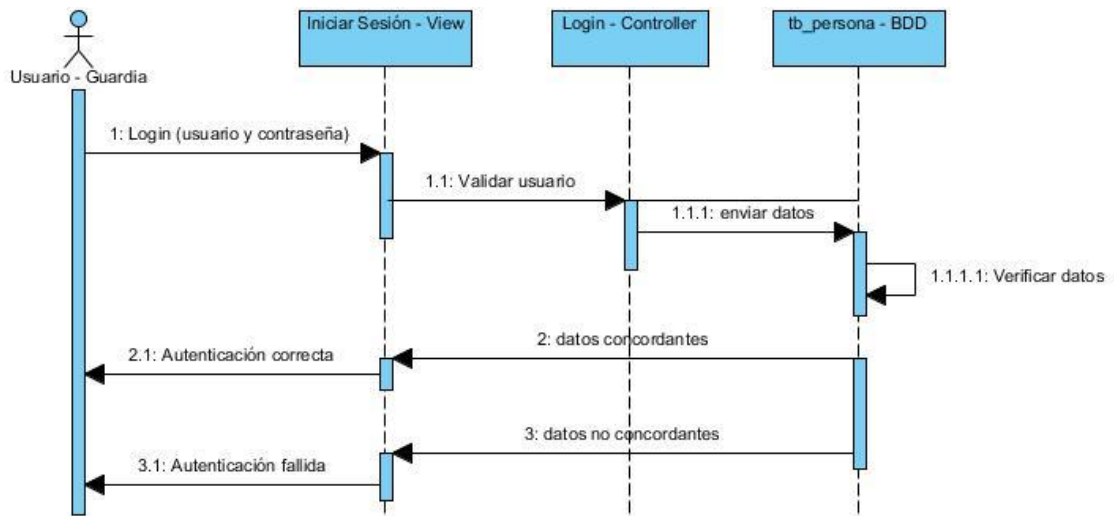 Iniciar Sesión - View
Login - Controller
tb_persona - BDD
Usuario - Guardia
1: Login (usuario y contraseña)
1.1: Validar usuario
1.1.1: enviar datos
1.1.1.1: Verificar datos
2: datos concordantes
2.1: Autenticación correcta
3: datos no concordantes
3.1: Autenticación fallida